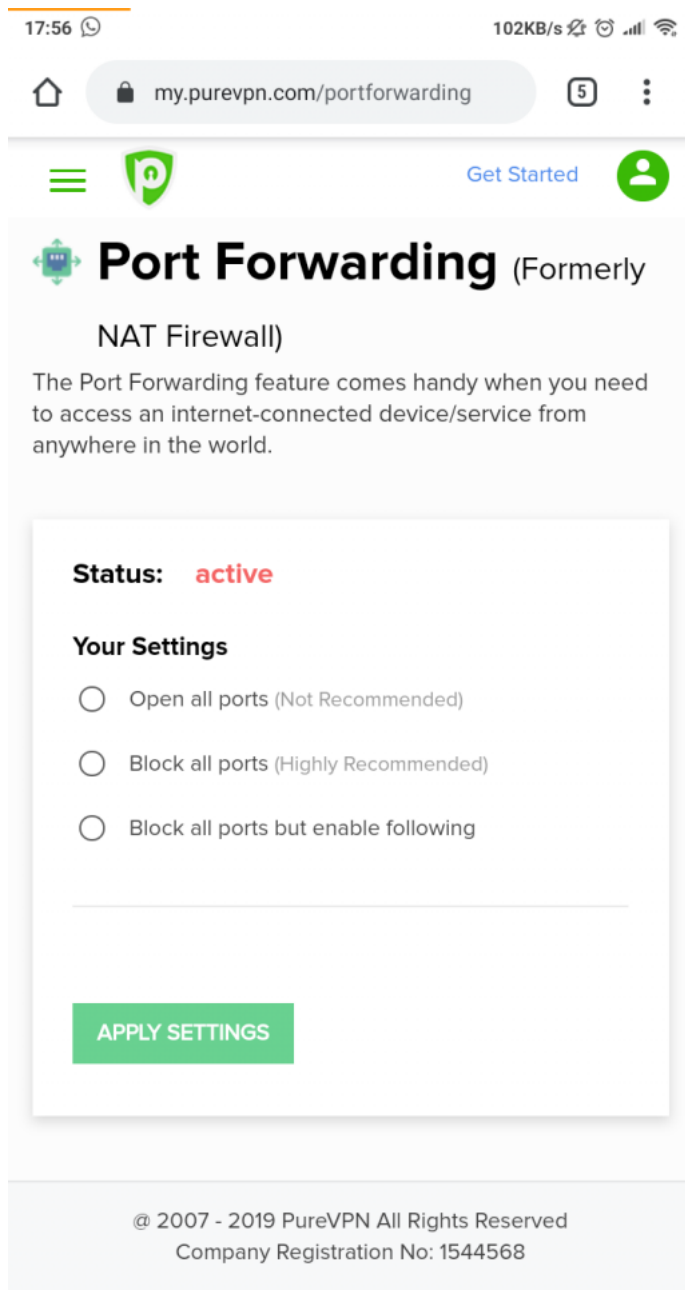 17:56 102KB/s
my.purevpn.com/portforwarding 5
Get Started
Port Forwarding (Formerly
NAT Firewall)
The Port Forwarding feature comes handy when you need
to access an internet-connected device/service from
anywhere in the world.
Status: active
Your Settings
Open all ports (Not Recommended)
Block all ports (Highly Recommended)
Block all ports but enable following
APPLY SETTINGS
@ 2007 - 2019 PureVPN All Rights Reserved
Company Registration No: 1544568